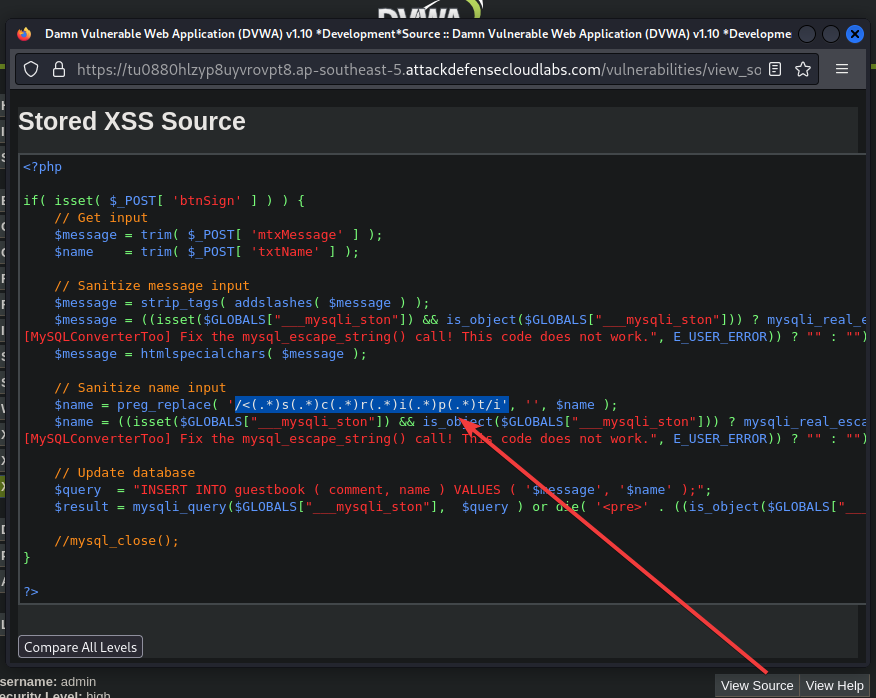 DVWA
Damn Vulnerable Web Application (DVWA) v1.10 *Development*Source :: Damn Vulnerable Web Application (DVWA) v1.10 *Developme
https://tu0880hlzyp8uyvrovpt8.ap-southeast-5.attackdefensecloudlabs.com/vulnerabilities/view_so
Stored XSS Source
<?php
if( isset( $_POST[ 'btnSign' ] ) ) {
// Get input
$message = trim( $_POST[ 'mtxMessage' ] );
$name    = trim( $_POST[ 'txtName' ] );
// Sanitize message input
$message = strip_tags( addslashes( $message ) );
$message = ((isset($GLOBALS["___mysqli_ston"]) && is_object($GLOBALS["___mysqli_ston"])) ? mysqli_real_e
[MySQLConverterToo] Fix the mysql_escape_string() call! This code does not work.", E_USER_ERROR)) ? "" : "")
$message = htmlspecialchars( $message );
// Sanitize name input
$name = preg_replace( '/<(.*)s(.*)c(.*)r(.*)i(.*)p(.*)t/i', '', $name );
$name = ((isset($GLOBALS["___mysqli_ston"]) && is_object($GLOBALS["___mysqli_ston"])) ? mysqli_real_esca
[MySQLConverterToo] Fix the mysql_escape_string() call! This code does not work.", E_USER_ERROR)) ? "" : "")
// Update database
$query  = "INSERT INTO guestbook ( comment, name ) VALUES ( '$message', '$name' );";
$result = mysqli_query($GLOBALS["___mysqli_ston"],  $query ) or die( '<pre>' . ((is_object($GLOBALS["___
//mysql_close();
}
?>
Compare All Levels
sername: admin
ecurity Level: high
View Source View Help